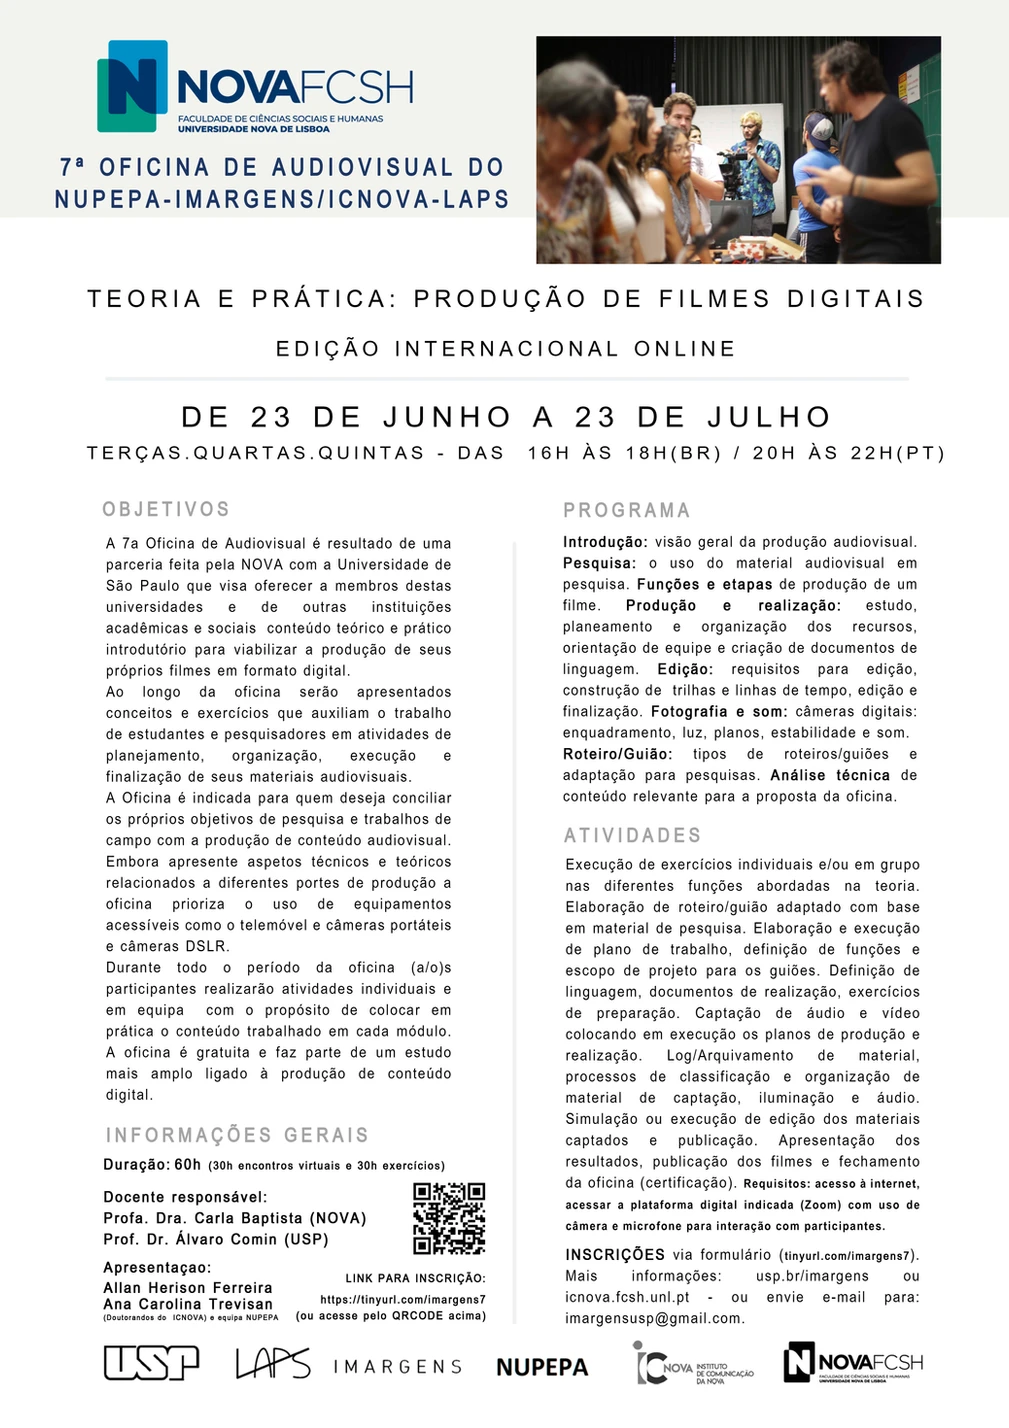 NOVAFCSH
FACULDADE DE CIÊNCIAS SOCIAIS E HUMANAS
UNIVERSIDADE NOVA DE LISBOA
7ª OFICINA DE AUDIOVISUAL DO
NUPEPA-IMARGENS/ICNOVA-LAPS
TEORIA E PRÁTICA: PRODUÇÃO DE FILMES DIGITAIS
EDIÇÃO INTERNACIONAL ONLINE
DE 23 DE JUNHO A 23 DE JULHO
TERÇAS.QUARTAS.QUINTAS - DAS 16H ÀS 18H(BR) / 20H ÀS 22H(PT)
OBJETIVOS
A 7a Oficina de Audiovisual é resultado de uma
parceria feita pela NOVA com a Universidade de
São Paulo que visa oferecer a membros destas
universidades e de outras instituições
acadêmicas e sociais conteúdo teórico e prático
introdutório para viabilizar a produção de seus
próprios filmes em formato digital.
Ao longo da oficina serão apresentados
conceitos e exercícios que auxiliam o trabalho
de estudantes e pesquisadores em atividades de
planejamento, organização, execução e
finalização de seus materiais audiovisuais.
A Oficina é indicada para quem deseja conciliar
os próprios objetivos de pesquisa e trabalhos de
campo com a produção de conteúdo audiovisual.
Embora apresente aspetos técnicos e teóricos
relacionados a diferentes portes de produção a
oficina prioriza o uso de equipamentos
acessíveis como o telemóvel e câmeras portáteis
e câmeras DSLR.
Durante todo o período da oficina (a/o)s
participantes realizarão atividades individuais e
em equipa com o propósito de colocar em
prática o conteúdo trabalhado em cada módulo.
A oficina é gratuita e faz parte de um estudo
mais amplo ligado à produção de conteúdo
digital.
INFORMAÇÕES GERAIS
Duração: 60h (30h encontros virtuais e 30h exercícios)
Docente responsável:
Profa. Dra. Carla Baptista (NOVA)
Prof. Dr. Álvaro Comin (USP)
Apresentaçao:
Allan Herison Ferreira
Ana Carolina Trevisan
(Doutorandos do ICNOVA) e equipa NUPEPA
LINK PARA INSCRIÇÃO:
https://tinyurl.com/imargens7
(ou acesse pelo QRCODE acima)
PROGRAMA
Introdução: visão geral da produção audiovisual.
Pesquisa: o uso do material audiovisual em
pesquisa. Funções e etapas de produção de um
filme. Produção e realização: estudo,
planeamento e organização dos recursos,
orientação de equipe e criação de documentos de
linguagem. Edição: requisitos para edição,
construção de trilhas e linhas de tempo, edição e
finalização. Fotografia e som: câmeras digitais:
enquadramento, luz, planos, estabilidade e som.
Roteiro/Guião: tipos de roteiros/guiões e
adaptação para pesquisas. Análise técnica de
conteúdo relevante para a proposta da oficina.
ATIVIDADES
Execução de exercícios individuais e/ou em grupo
nas diferentes funções abordadas na teoria.
Elaboração de roteiro/guião adaptado com base
em material de pesquisa. Elaboração e execução
de plano de trabalho, definição de funções e
escopo de projeto para os guiões. Definição de
linguagem, documentos de realização, exercícios
de preparação. Captação de áudio e vídeo
colocando em execução os planos de produção e
realização. Log/Arquivamento de material,
processos de classificação e organização de
material de captação, iluminação e áudio.
Simulação ou execução de edição dos materiais
captados e publicação. Apresentação dos
resultados, publicação dos filmes e fechamento
da oficina (certificação). Requisitos: acesso à internet,
acessar a plataforma digital indicada (Zoom) com uso de
câmera e microfone para interação com participantes.
INSCRIÇÕES via formulário (tinyurl.com/imargens7).
Mais informações: usp.br/imargens ou
icnova.fcsh.unl.pt - ou envie e-mail para:
imargensusp@gmail.com.
USP
LAPS
IMARGENS
NUPEPA
iC NOVA INSTITUTO
DE COMUNICAÇÃO
DA NOVA
NOVAFCSH
FACULDADE DE CIÊNCIAS SOCIAIS E HUMANAS
UNIVERSIDADE NOVA DE LISBOA